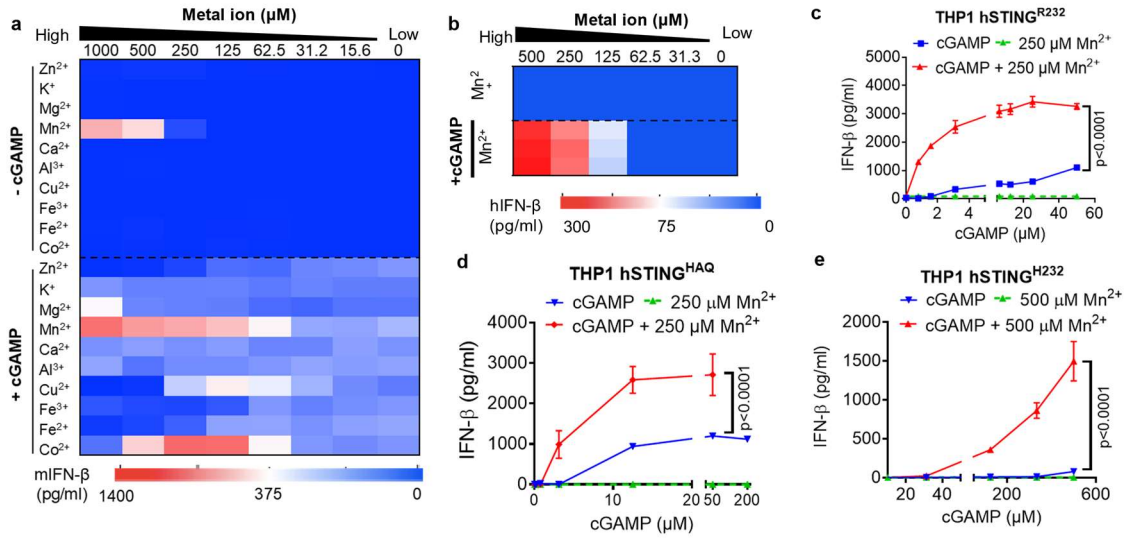 a
Metal ion (µM)
High
Low
1000 500 250 125 62.5 31.2 15.6 0
- cGAMP
Zn2+
K+
Mg2+
Mn2+
Ca2+
Al3+
Cu2+
Fe3+
Fe2+
Co2+
+ cGAMP
Zn2+
K+
Mg2+
Mn2+
Ca2+
Al3+
Cu2+
Fe3+
Fe2+
Co2+
mIFN-β
(pg/ml)
1400 375 0
b
Metal ion (µM)
High
Low
500 250 125 62.5 31.3 0
Mn2
+
+cGAMP
Mn2+
hIFN-β
(pg/ml)
300 75 0
c
THP1 hSTINGR232
cGAMP 250 µM Mn2+
cGAMP + 250 µM Mn2+
IFN-β (pg/ml)
5000
4000
3000
2000
1000
0
0 2 4 20 40 60
cGAMP (µM)
p<0.0001
d
THP1 hSTINGHAQ
cGAMP 250 µM Mn2+
cGAMP + 250 µM Mn2+
IFN-β (pg/ml)
4000
3000
2000
1000
0
0 10 20 50 200
cGAMP (µM)
p<0.0001
e
THP1 hSTINGH232
cGAMP 500 µM Mn2+
cGAMP + 500 µM Mn2+
IFN-β (pg/ml)
2000
1500
1000
500
0
20 40 200 600
cGAMP (µM)
p<0.0001